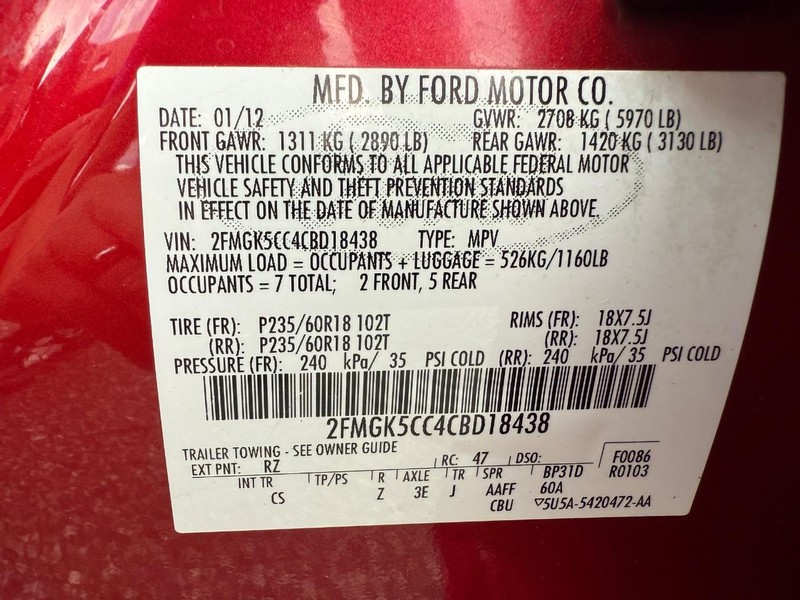 MFD. BY FORD MOTOR CO.
DATE: 01/12 GVWR: 2708 KG ( 5970 LB)
FRONT GAWR: 1311 KG ( 2890 LB) REAR GAWR: 1420 KG ( 3130 LB)
THIS VEHICLE CONFORMS TO ALL APPLICABLE FEDERAL MOTOR
VEHICLE SAFETY AND THEFT PREVENTION STANDARDS
IN EFFECT ON THE DATE OF MANUFACTURE SHOWN ABOVE.
VIN: 2FMGK5CC4CBD18438 TYPE: MPV
MAXIMUM LOAD = OCCUPANTS + LUGGAGE = 526KG/1160LB
OCCUPANTS = 7 TOTAL; 2 FRONT, 5 REAR
TIRE (FR): P235/60R18 102T RIMS (FR): 18X7.5J
(RR): P235/60R18 102T (RR): 18X7.5J
PRESSURE (FR): 240 kPa/ 35 PSI COLD (RR): 240 kPa/ 35 PSI COLD
2FMGK5CC4CBD18438
TRAILER TOWING - SEE OWNER GUIDE
EXT PNT: RZ RC: 47 DSO: F0086
INT TR TP/PS R AXLE TR SPR BP31D R0103
CS Z 3E J AAFF 60A
CBU 5U5A-5420472-AA